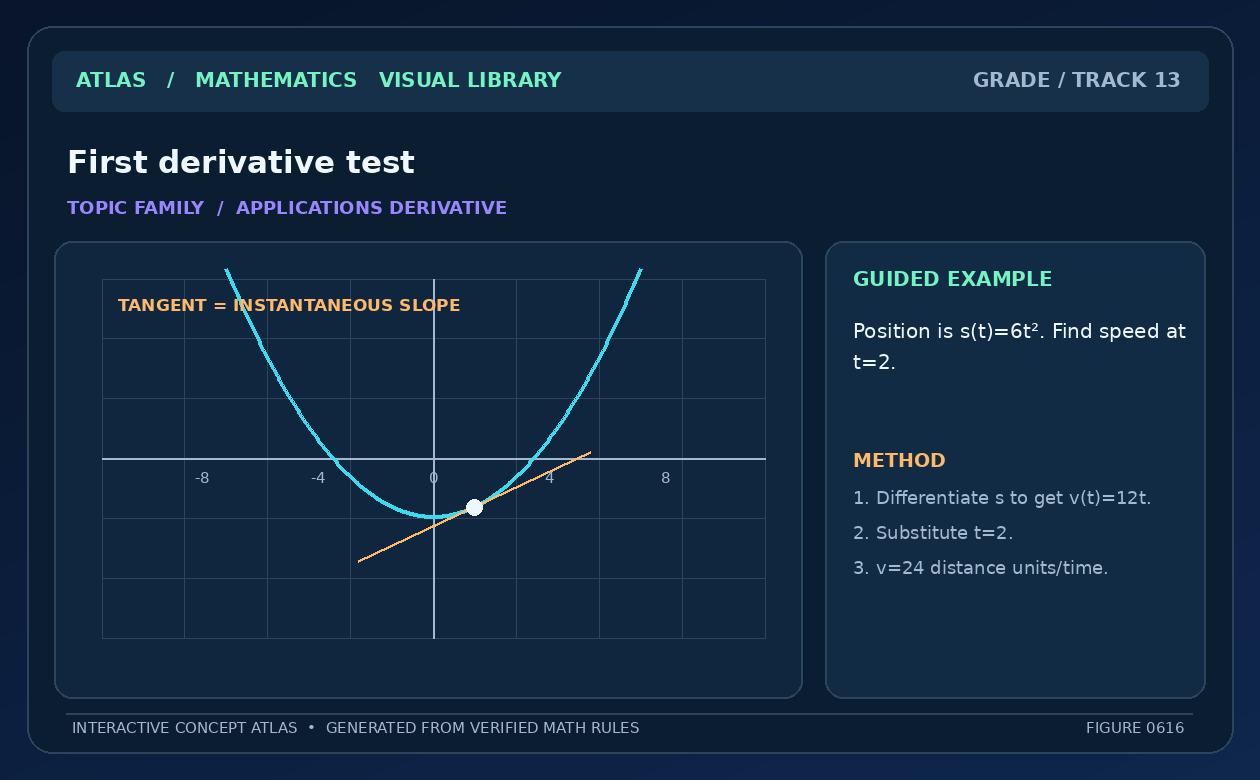 ATLAS / MATHEMATICS VISUAL LIBRARY
GRADE / TRACK 13
First derivative test
TOPIC FAMILY / APPLICATIONS DERIVATIVE
TANGENT = INSTANTANEOUS SLOPE
-8 -4 0 4 8
GUIDED EXAMPLE
Position is s(t)=6t². Find speed at
t=2.
METHOD
1. Differentiate s to get v(t)=12t.
2. Substitute t=2.
3. v=24 distance units/time.
INTERACTIVE CONCEPT ATLAS • GENERATED FROM VERIFIED MATH RULES
FIGURE 0616